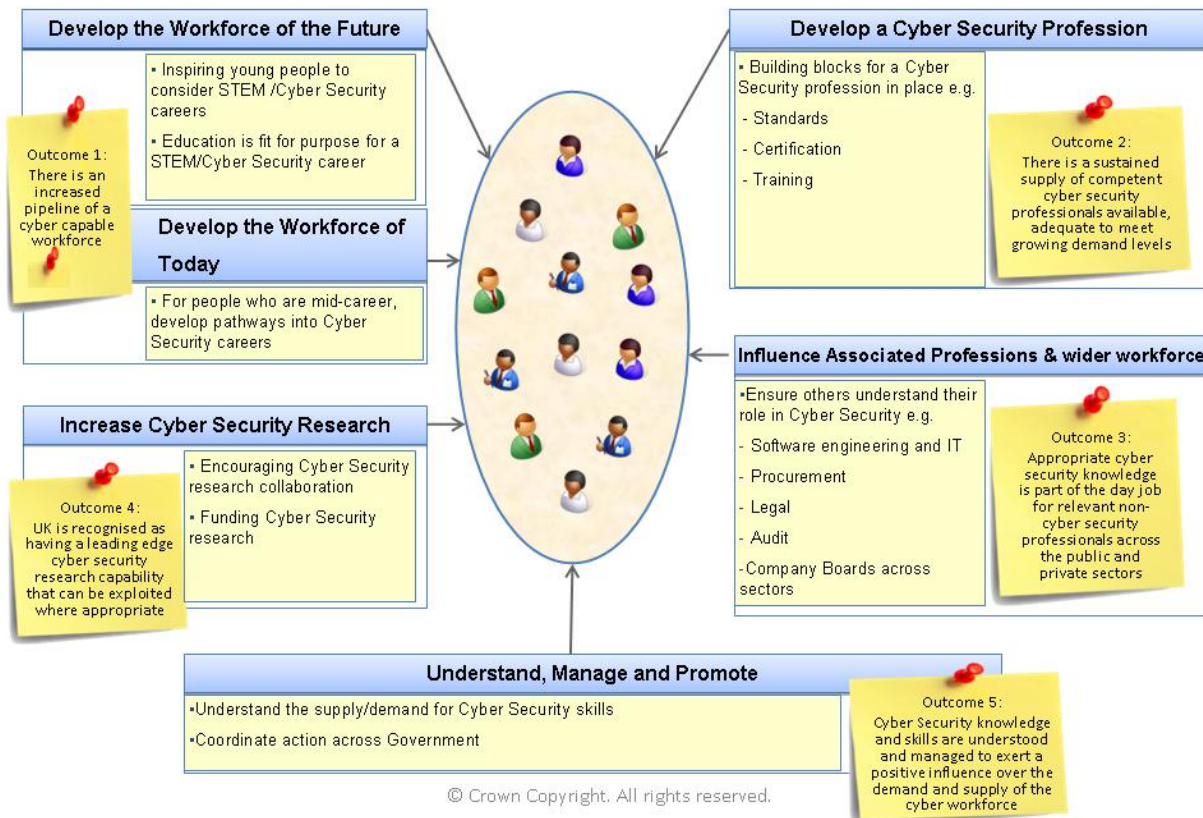 Develop the Workforce of the Future
▪ Inspiring young people to
consider STEM /Cyber Security
careers
▪ Education is fit for purpose for a
STEM/Cyber Security career
Outcome 1:
There is an
increased
pipeline of a
cyber capable
workforce
Develop the Workforce of
Today
▪ For people who are mid-career,
develop pathways into Cyber
Security careers
Increase Cyber Security Research
▪ Encouraging Cyber Security
research collaboration
▪ Funding Cyber Security
research
Outcome 4:
UK is recognised as
having a leading edge
cyber security
research capability
that can be exploited
where appropriate
Develop a Cyber Security Profession
▪ Building blocks for a Cyber
Security profession in place e.g.
- Standards
- Certification
- Training
Outcome 2:
There is a sustained
supply of competent
cyber security
professionals available,
adequate to meet
growing demand levels
Influence Associated Professions & wider workforce
▪Ensure others understand their
role in Cyber Security e.g.
- Software engineering and IT
- Procurement
- Legal
- Audit
-Company Boards across
sectors
Outcome 3:
Appropriate cyber
security knowledge
is part of the day job
for relevant non-
cyber security
professionals across
the public and
private sectors
Understand, Manage and Promote
▪Understand the supply/demand for Cyber Security skills
▪Coordinate action across Government
Outcome 5:
Cyber Security knowledge
and skills are understood
and managed to exert a
positive influence over the
demand and supply of the
cyber workforce
© Crown Copyright. All rights reserved.